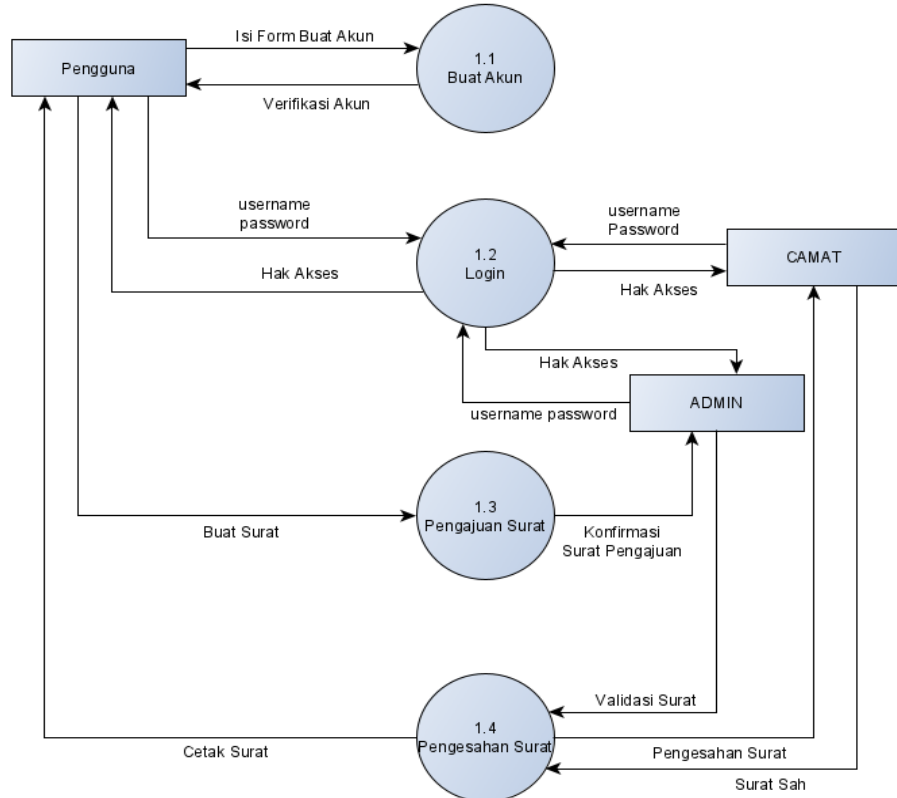 Isi Form Buat Akun
1.1
Buat Akun
Pengguna
Verifikasi Akun
username
password
username
Password
1.2
Login
CAMAT
Hak Akses
Hak Akses
Hak Akses
ADMIN
username password
1.3
Pengajuan Surat
Buat Surat
Konfirmasi
Surat Pengajuan
Validasi Surat
1.4
Pengesahan Surat
Cetak Surat
Pengesahan Surat
Surat Sah